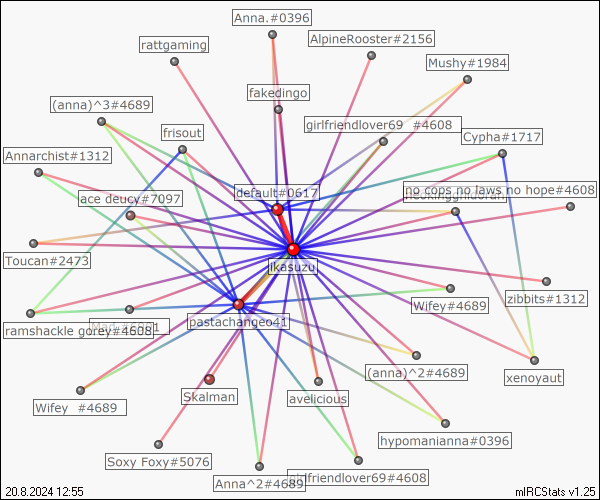 Anna.#0396
AlpineRooster#2156
rattgaming
Mushy#1984
fakedingo
(anna)^3#4689
girlfriendlover69 #4608
frisout
Cypha#1717
Annarchist#1312
default#0617
no cops no laws no hope#4608
ace deucy#7097
ikasuzu
Toucan#2473
zibbits#1312
Wifey#4689
pastachangeo41
ramshackle gorey#4608
(anna)^2#4689
xenoyaut
Skalman
avelicious
Wifey #4689
hypomanianna#0396
Soxy Foxy#5076
girlfriendlover69#4608
Anna^2#4689
20.8.2024 12:55
mIRCStats v1.25